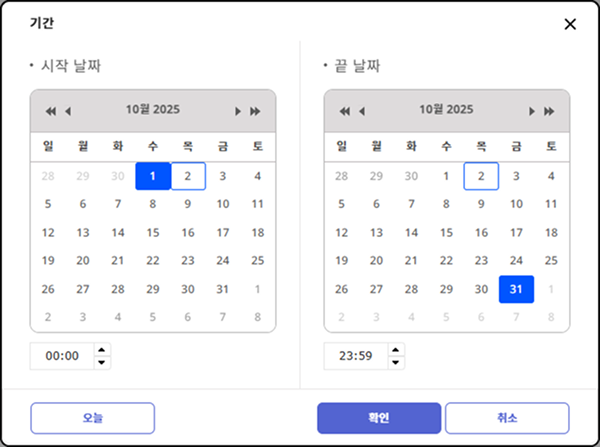 기간
• 시작 날짜
10월 2025
일 월 화 수 목 금 토
28 29 30 1 2 3 4
5 6 7 8 9 10 11
12 13 14 15 16 17 18
19 20 21 22 23 24 25
26 27 28 29 30 31 1
2 3 4 5 6 7 8
00:00
• 끝 날짜
10월 2025
일 월 화 수 목 금 토
28 29 30 1 2 3 4
5 6 7 8 9 10 11
12 13 14 15 16 17 18
19 20 21 22 23 24 25
26 27 28 29 30 31 1
2 3 4 5 6 7 8
23:59
오늘
확인
취소